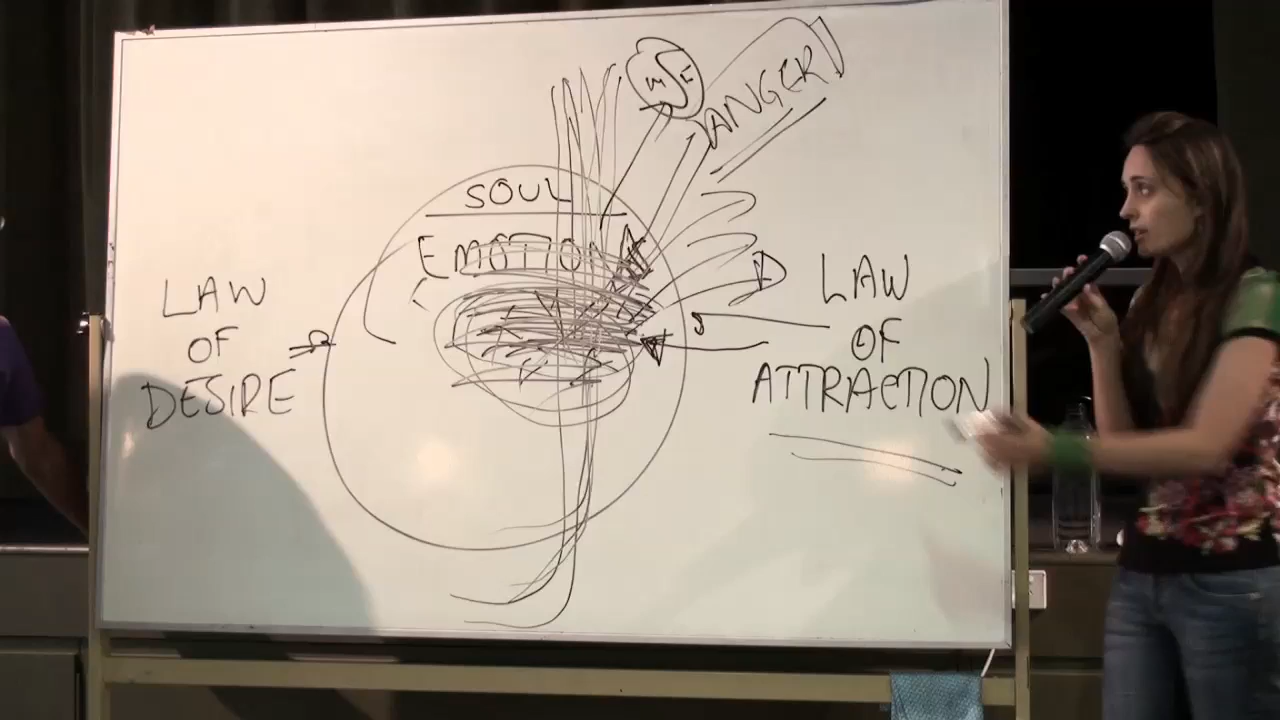 ANGER
SOUL
EMOTION
LAW
OF
DESIRE
LAW
OF
ATTRACTION